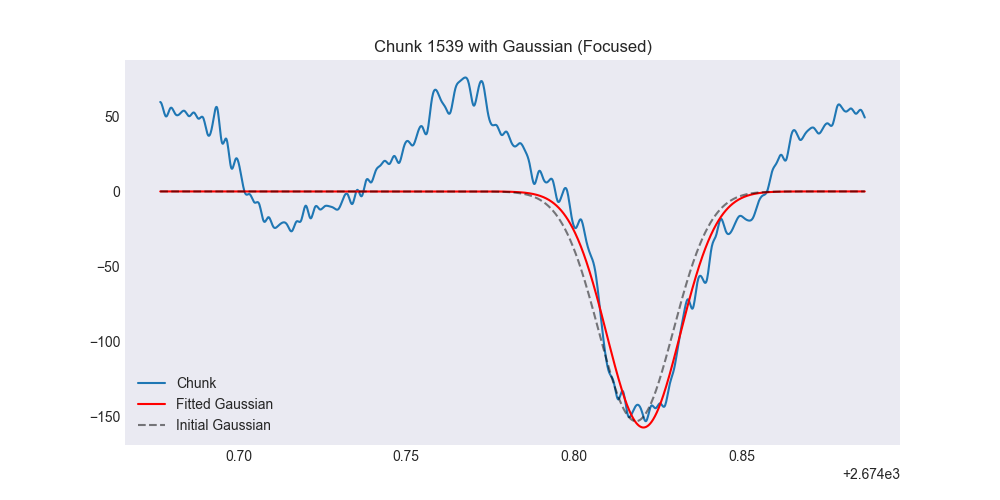 Chunk 1539 with Gaussian (Focused)
50
0
−50
−100
−150
Chunk
Fitted Gaussian
Initial Gaussian
0.70 0.75 0.80 0.85
+2.674e3